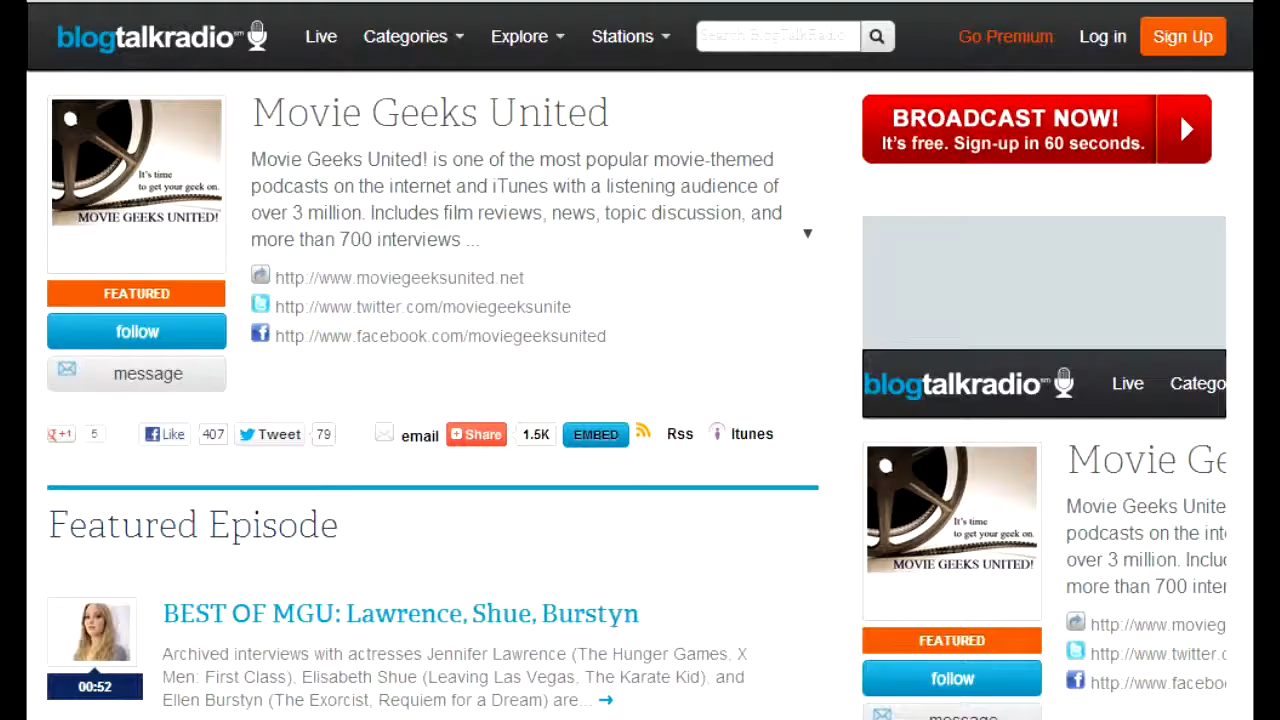 blogtalkradio Live Categories Explore Stations Search BlogTalkRadio Go Premium Log in Sign Up
Movie Geeks United
Movie Geeks United! is one of the most popular movie-themed
podcasts on the internet and iTunes with a listening audience of
over 3 million. Includes film reviews, news, topic discussion, and
more than 700 interviews ...
http://www.moviegeeksunited.net
http://www.twitter.com/moviegeeksunite
http://www.facebook.com/moviegeeksunited
It's time
to get your geek on.
MOVIE GEEKS UNITED!
FEATURED
follow
message
g +1 5 Like 407 Tweet 79 email Share 1.5K EMBED Rss Itunes
Featured Episode
BEST OF MGU: Lawrence, Shue, Burstyn
Archived interviews with actresses Jennifer Lawrence (The Hunger Games, X
Men: First Class), Elisabeth Shue (Leaving Las Vegas, The Karate Kid), and
Ellen Burstyn (The Exorcist, Requiem for a Dream) are...
00:52
BROADCAST NOW!
It's free. Sign-up in 60 seconds.
blogtalkradio Live Catego
Movie Ge
Movie Geeks Unite
podcasts on the int
over 3 million. Includ
more than 700 inter
http://www.movieg
http://www.twitter.c
http://www.facebo
It's time
to get your geek on.
MOVIE GEEKS UNITED!
FEATURED
follow
message